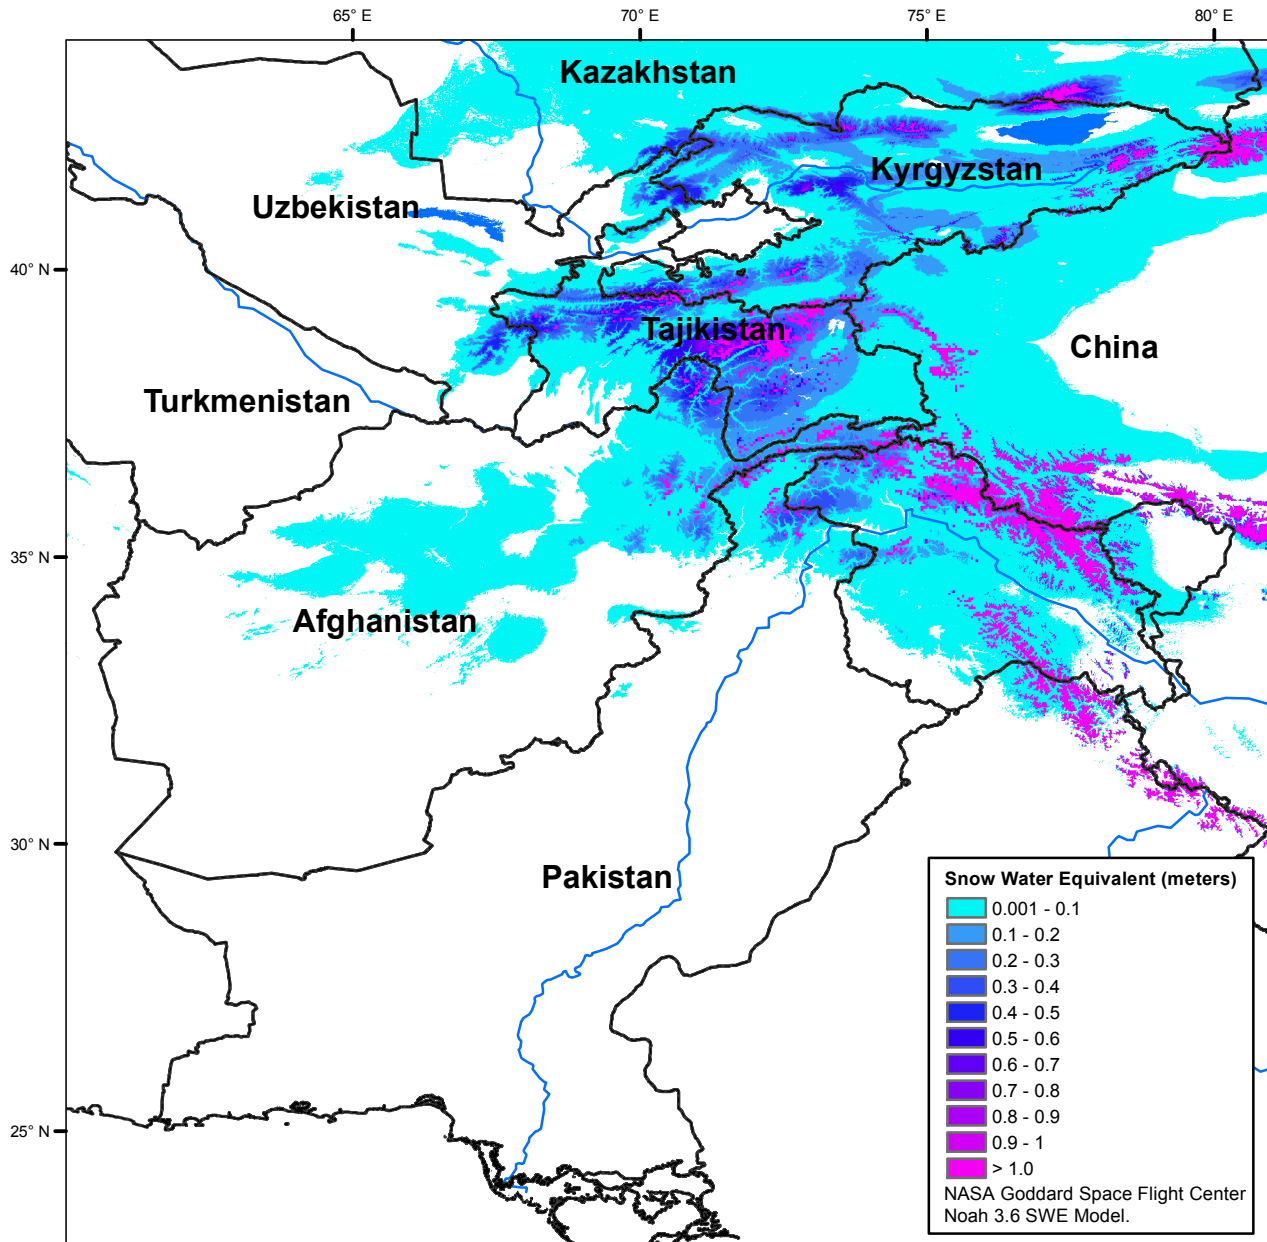 65° E
70° E
75° E
80° E
Kazakhstan
Kyrgyzstan
Uzbekistan
40° N
Tajikistan
China
Turkmenistan
35° N
Afghanistan
30° N
Pakistan
25° N
Snow Water Equivalent (meters)
0.001 - 0.1
0.1 - 0.2
0.2 - 0.3
0.3 - 0.4
0.4 - 0.5
0.5 - 0.6
0.6 - 0.7
0.7 - 0.8
0.8 - 0.9
0.9 - 1
> 1.0
NASA Goddard Space Flight Center
Noah 3.6 SWE Model.